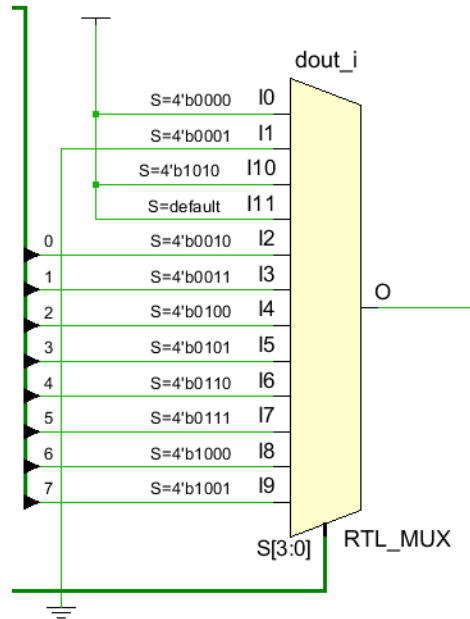 dout_i
S=4'b0000 I0
S=4'b0001 I1
S=4'b1010 I10
S=default I11
0 S=4'b0010 I2
1 S=4'b0011 I3
2 S=4'b0100 I4
3 S=4'b0101 I5
4 S=4'b0110 I6
5 S=4'b0111 I7
6 S=4'b1000 I8
7 S=4'b1001 I9
O
S[3:0] RTL_MUX